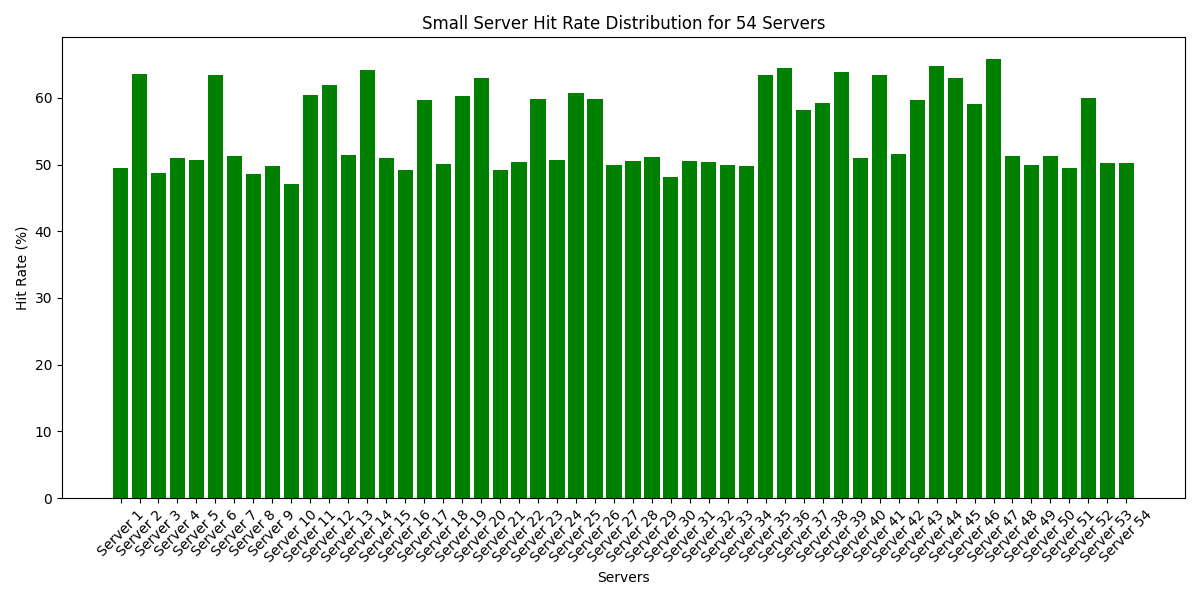 Small Server Hit Rate Distribution for 54 Servers
Hit Rate (%)
60
50
40
30
20
10
0
Server 1
Server 2
Server 3
Server 4
Server 5
Server 6
Server 7
Server 8
Server 9
Server 10
Server 11
Server 12
Server 13
Server 14
Server 15
Server 16
Server 17
Server 18
Server 19
Server 20
Server 21
Server 22
Server 23
Server 24
Server 25
Server 26
Server 27
Server 28
Server 29
Server 30
Server 31
Server 32
Server 33
Server 34
Server 35
Server 36
Server 37
Server 38
Server 39
Server 40
Server 41
Server 42
Server 43
Server 44
Server 45
Server 46
Server 47
Server 48
Server 49
Server 50
Server 51
Server 52
Server 53
Server 54
Servers